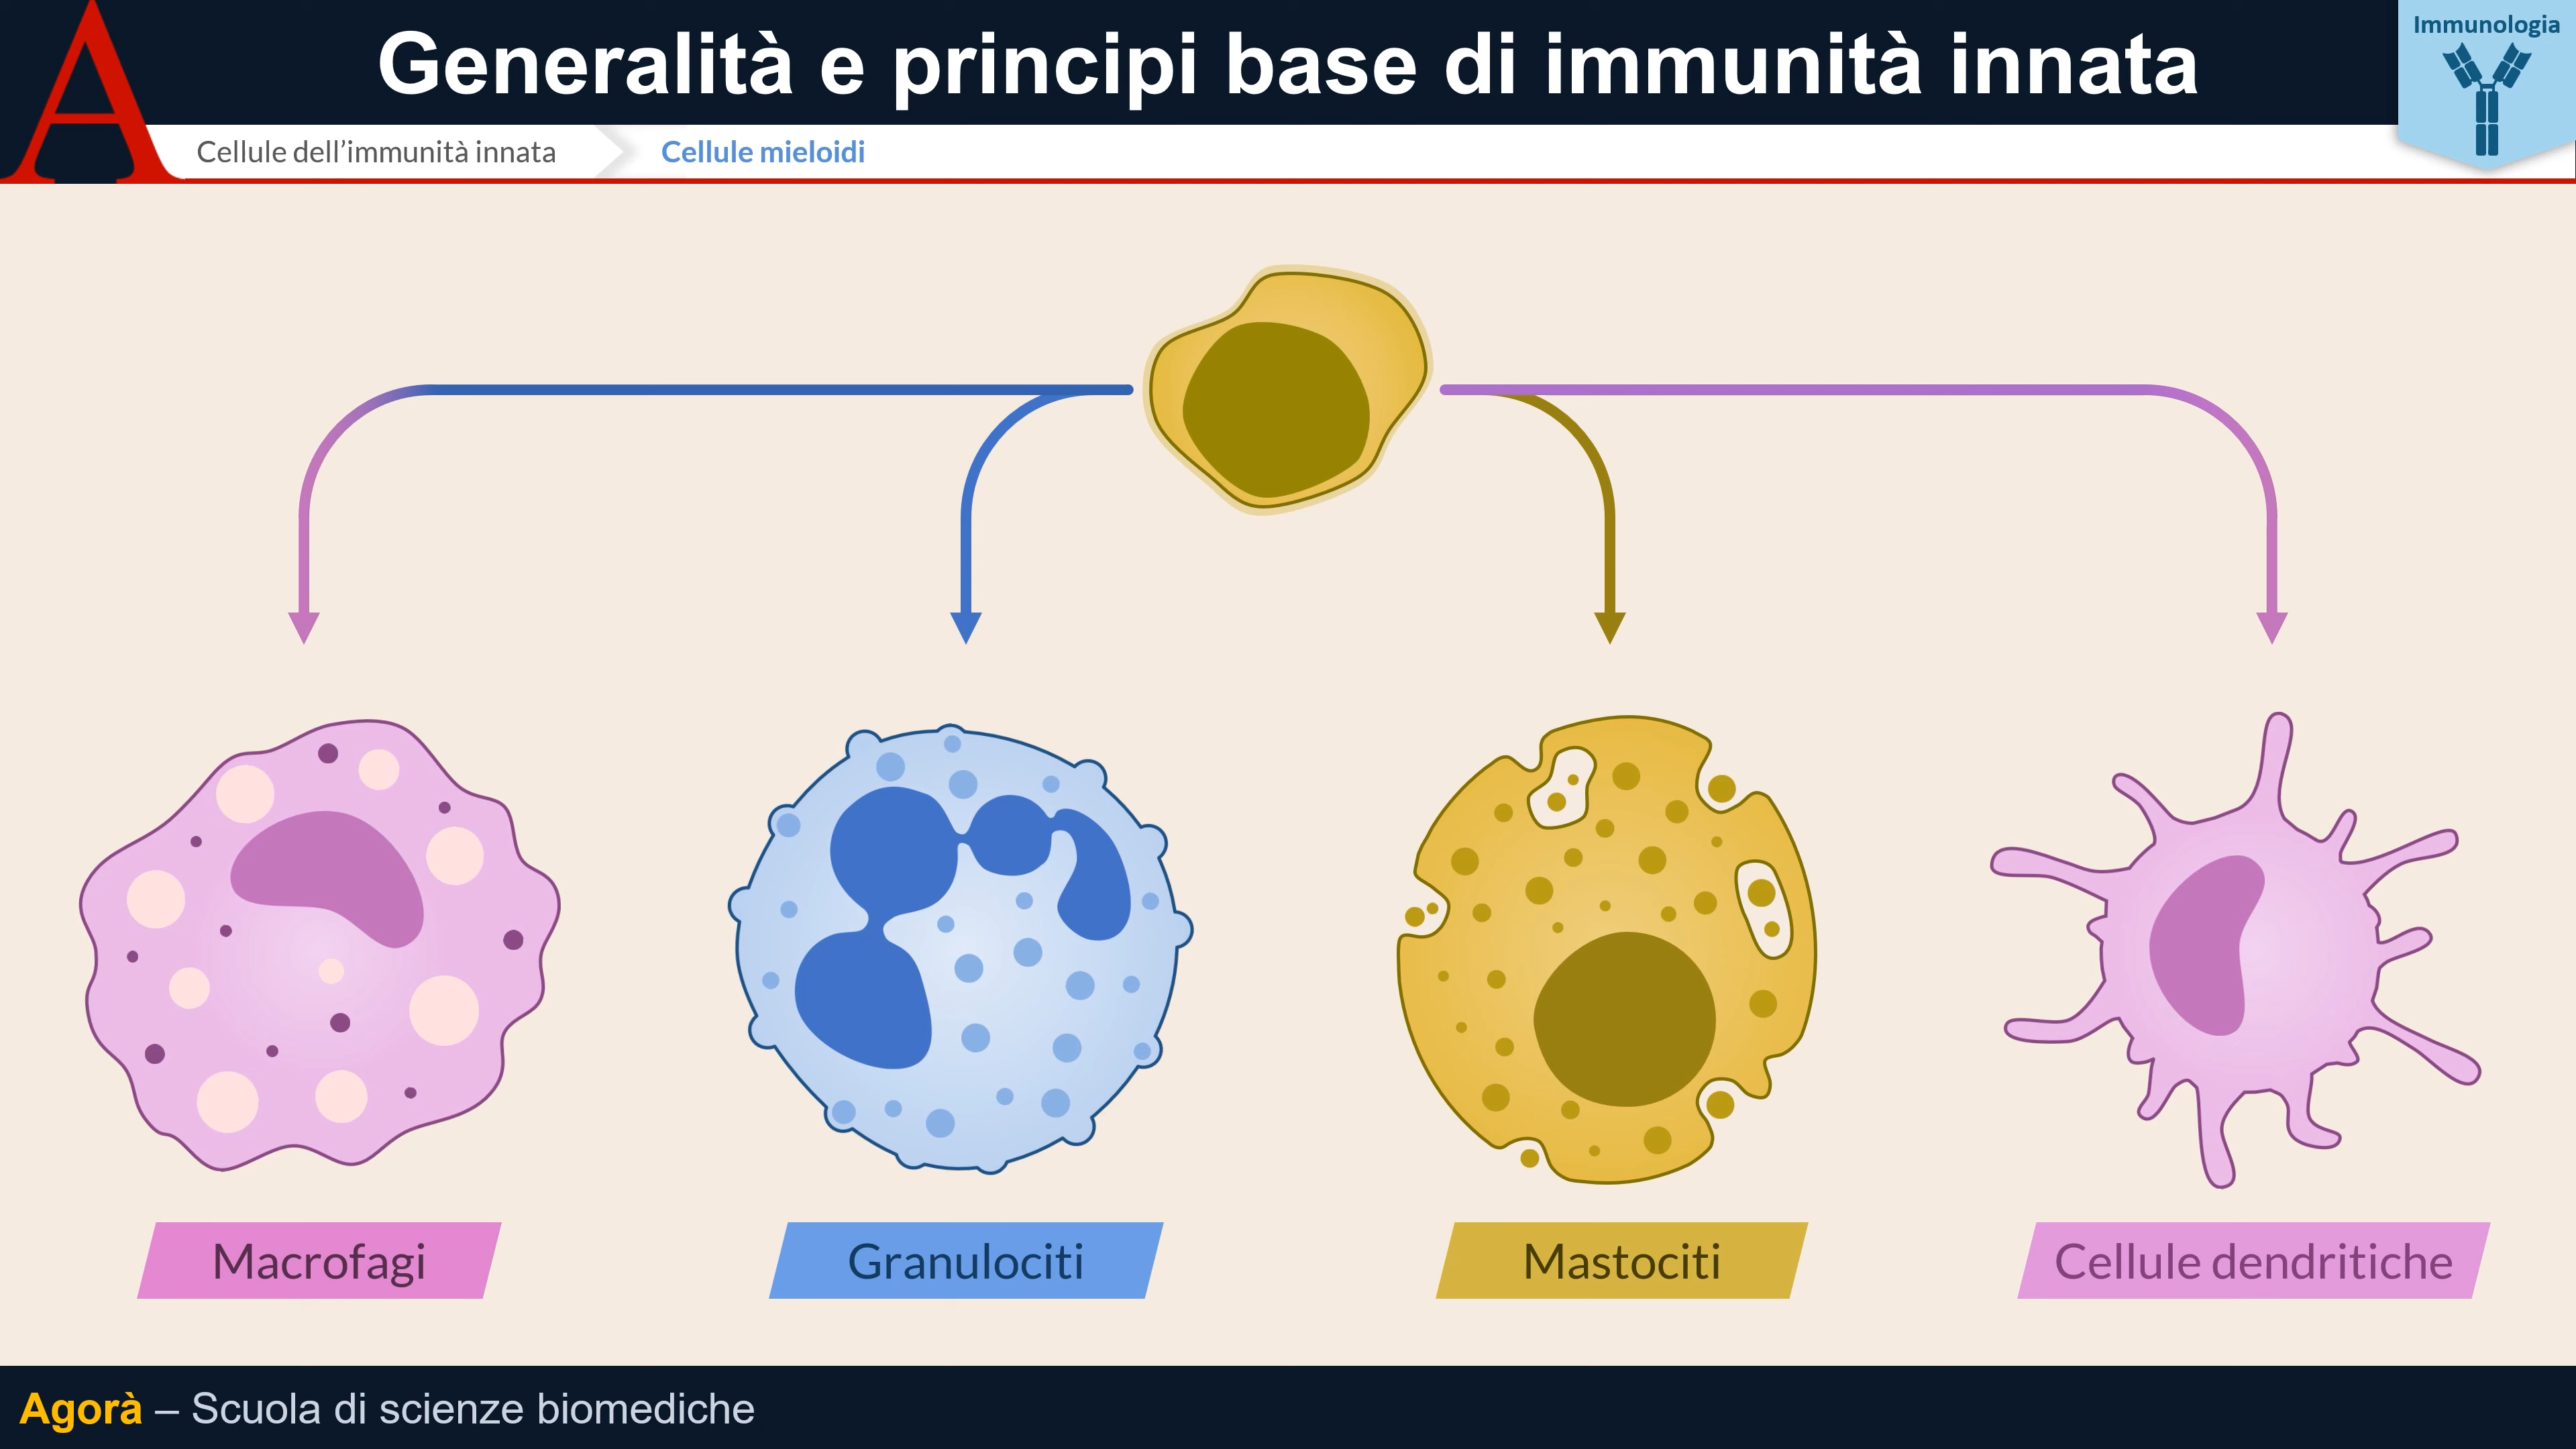 Generalità e principi base di immunità innata
Immunologia
Cellule dell’immunità innata
Cellule mieloidi
Macrofagi
Granulociti
Mastociti
Cellule dendritiche
Agorà – Scuola di scienze biomediche